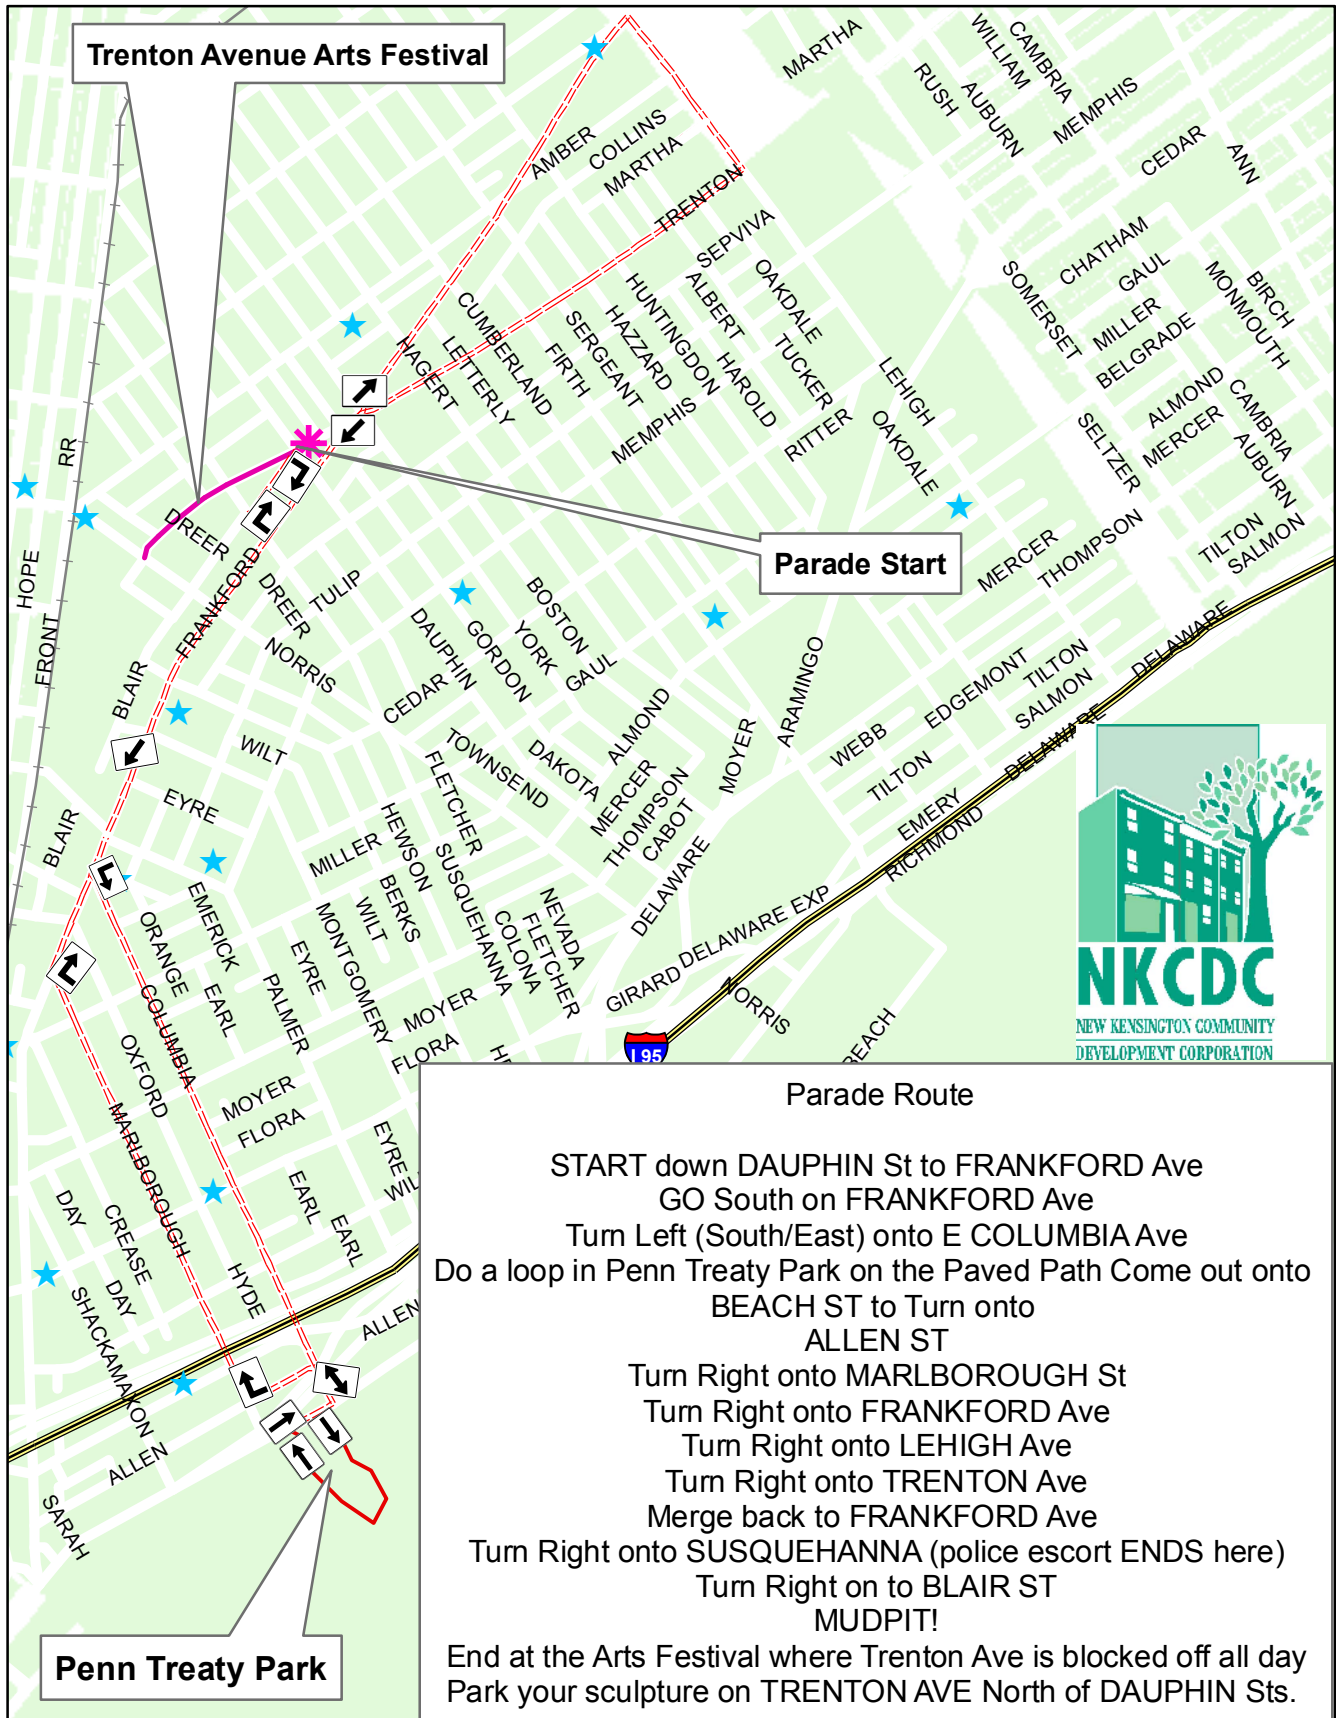 Trenton Avenue Arts Festival
MARTHA
WILLIAM
CAMBRIA
RUSH
AUBURN
MEMPHIS
CEDAR
ANN
AMBER
COLLINS
MARTHA
TRENTON
SEPVIVA
OAKDALE
CHATHAM
GAUL
SOMERSET
MILLER
BELGRADE
MONMOUTH
BIRCH
HUNTINGDON
ALBERT
HAZZARD
SERGEANT
FIRTH
CUMBERLAND
LETTERLY
HAGERT
TUCKER
HAROLD
RITTER
MEMPHIS
LEHIGH
OAKDALE
ALMOND
MERCER
CAMBRIA
AUBURN
SELTZER
RR
HOPE
FRONT
DREER
FRANKFORD
DREER
TULIP
NORRIS
Parade Start
MERCER
THOMPSON
TILTON
SALMON
BOSTON
YORK
GORDON
DAUPHIN
GAUL
CEDAR
BLAIR
WILT
EYRE
BLAIR
ALMOND
TOWNSEND
DAKOTA
MERCER
THOMPSON
CABOT
MOYER
ARAMINGO
WEBB
EDGEMONT
TILTON
SALMON
DELAWARE
DELAWARE
TILTON
EMERY
RICHMOND
FLETCHER
HEWSON
SUSQUEHANNA
MILLER
BERKS
WILT
MONTGOMERY
EYRE
PALMER
EMERICK
ORANGE
EARL
COLUMBIA
OXFORD
NEVADA
FLETCHER
COLONA
DELAWARE
GIRARD
DELAWARE EXP
NORRIS
BEACH
I 95
MOYER
FLORA
MOYER
FLORA
MARLBOROUGH
EYRE
WIL
EARL
EARL
DAY
CREASE
DAY
HYDE
SHACKAMAXON
ALLEN
ALLEN
SARAH
Penn Treaty Park
NKCDC
NEW KENSINGTON COMMUNITY
DEVELOPMENT CORPORATION
Parade Route
START down DAUPHIN St to FRANKFORD Ave
GO South on FRANKFORD Ave
Turn Left (South/East) onto E COLUMBIA Ave
Do a loop in Penn Treaty Park on the Paved Path Come out onto
BEACH ST to Turn onto
ALLEN ST
Turn Right onto MARLBOROUGH St
Turn Right onto FRANKFORD Ave
Turn Right onto LEHIGH Ave
Turn Right onto TRENTON Ave
Merge back to FRANKFORD Ave
Turn Right onto SUSQUEHANNA (police escort ENDS here)
Turn Right on to BLAIR ST
MUDPIT!
End at the Arts Festival where Trenton Ave is blocked off all day
Park your sculpture on TRENTON AVE North of DAUPHIN Sts.